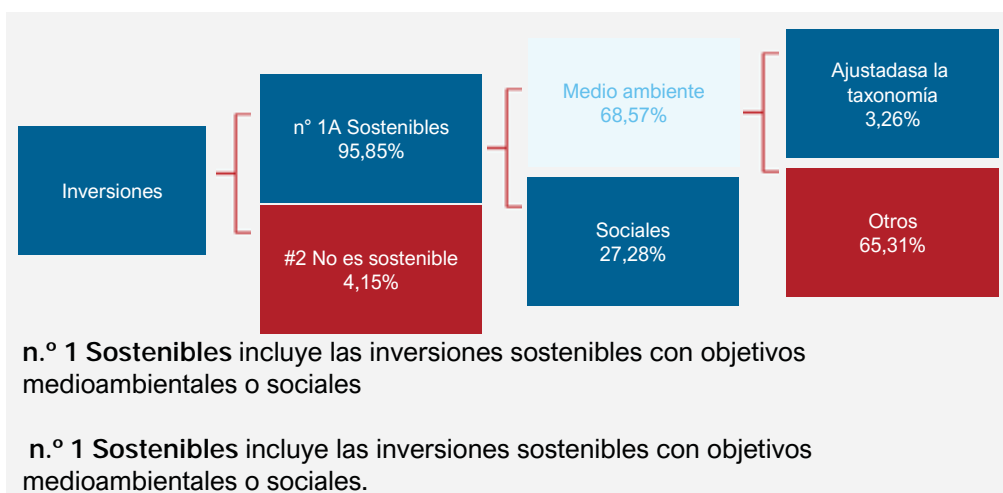 Inversiones
n° 1A Sostenibles
95,85%
#2 No es sostenible
4,15%
Medio ambiente
68,57%
Sociales
27,28%
Ajustadasa la
taxonomía
3,26%
Otros
65,31%
n.º 1 Sostenibles incluye las inversiones sostenibles con objetivos
medioambientales o sociales
n.º 1 Sostenibles incluye las inversiones sostenibles con objetivos
medioambientales o sociales.